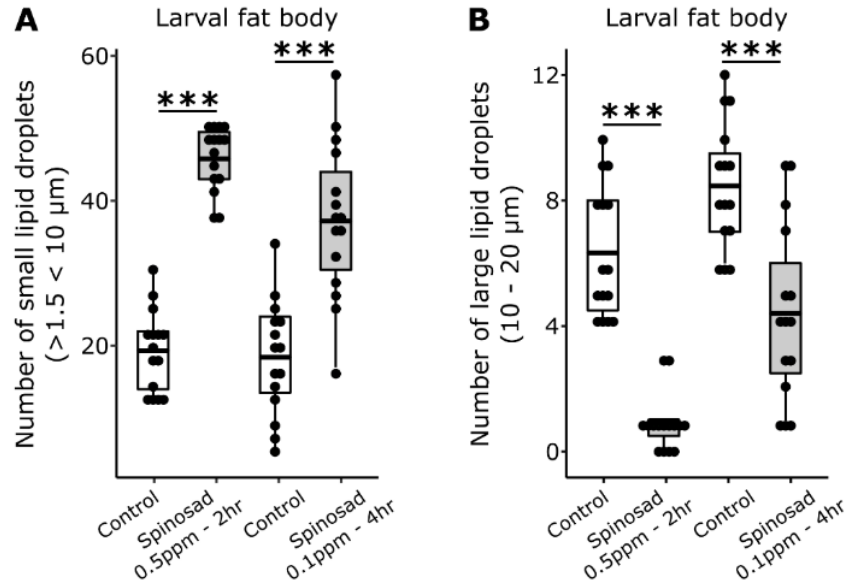 A
Larval fat body
Number of small lipid droplets
(>1.5 < 10 µm)
60
40
20
***
***
Control
Spinosad
0.5ppm - 2hr
Control
Spinosad
0.1ppm - 4hr
B
Larval fat body
Number of large lipid droplets
(10 - 20 µm)
12
8
4
0
***
***
Control
Spinosad
0.5ppm - 2hr
Control
Spinosad
0.1ppm - 4hr